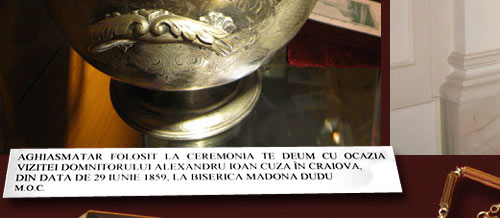 AGHIASMATAR FOLOSIT LA CEREMONIA TE DEUM CU OCAZIA
VIZITEI DOMNITORULUI ALEXANDRU IOAN CUZA ÎN CRAIOVA,
DIN DATA DE 29 IUNIE 1859, LA BISERICA MADONA DUDU
M.O.C.